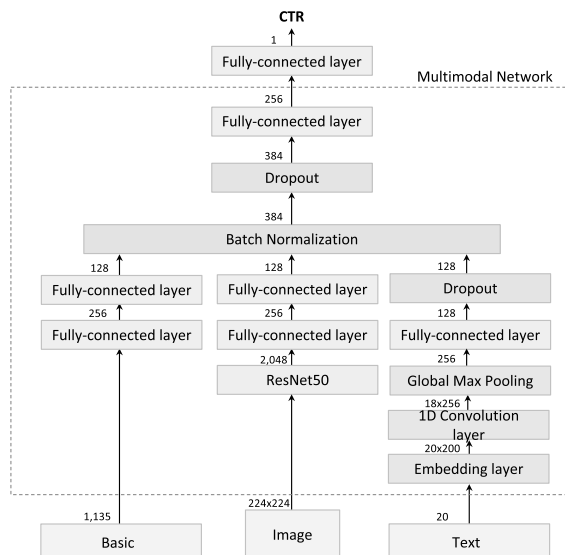 CTR
1
Fully-connected layer
Multimodal Network
256
Fully-connected layer
384
Dropout
384
Batch Normalization
128
128
128
Fully-connected layer
Fully-connected layer
Dropout
256
256
128
Fully-connected layer
Fully-connected layer
Fully-connected layer
2,048
256
ResNet50
Global Max Pooling
18x256
1D Convolution
layer
20x200
Embedding layer
1,135
224x224
20
Basic
Image
Text